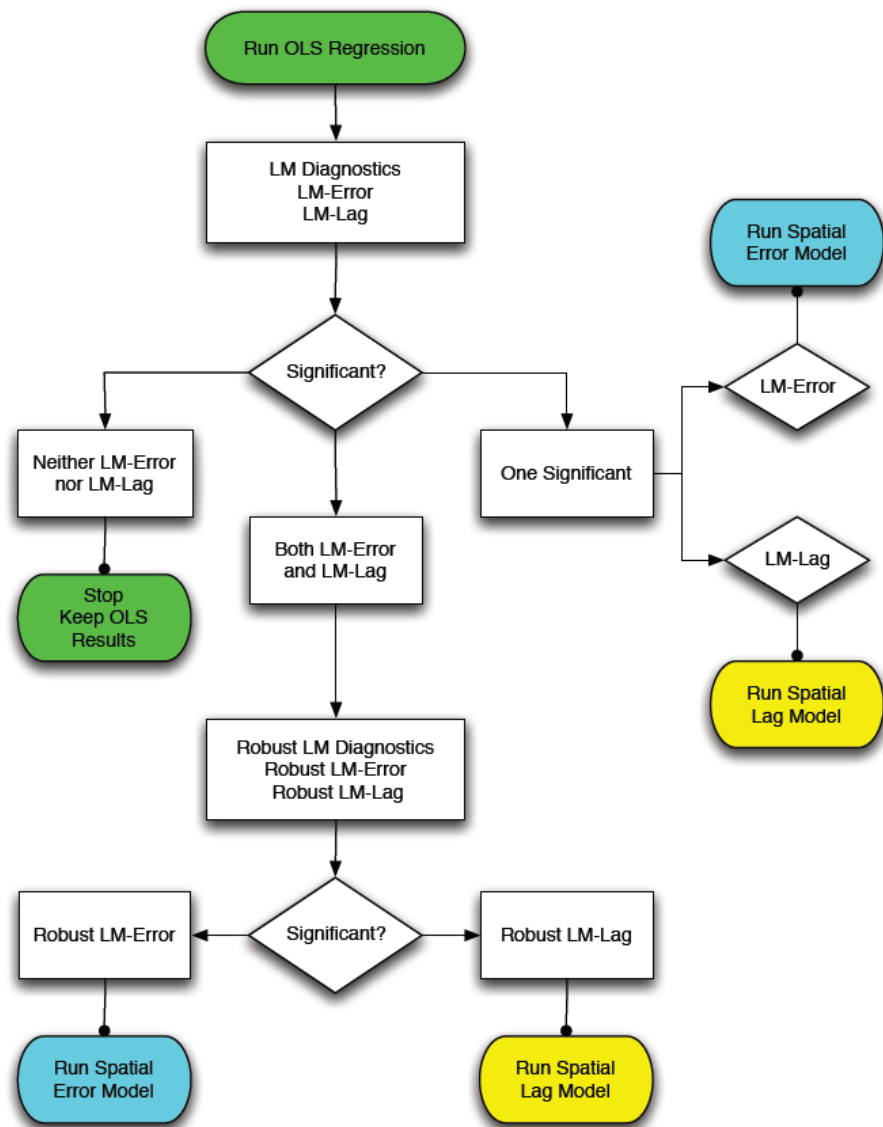 Run OLS Regression
LM Diagnostics
LM-Error
LM-Lag
Run Spatial
Error Model
Significant?
LM-Error
Neither LM-Error
nor LM-Lag
One Significant
Both LM-Error
and LM-Lag
LM-Lag
Stop
Keep OLS
Results
Run Spatial
Lag Model
Robust LM Diagnostics
Robust LM-Error
Robust LM-Lag
Robust LM-Error
Significant?
Robust LM-Lag
Run Spatial
Error Model
Run Spatial
Lag Model